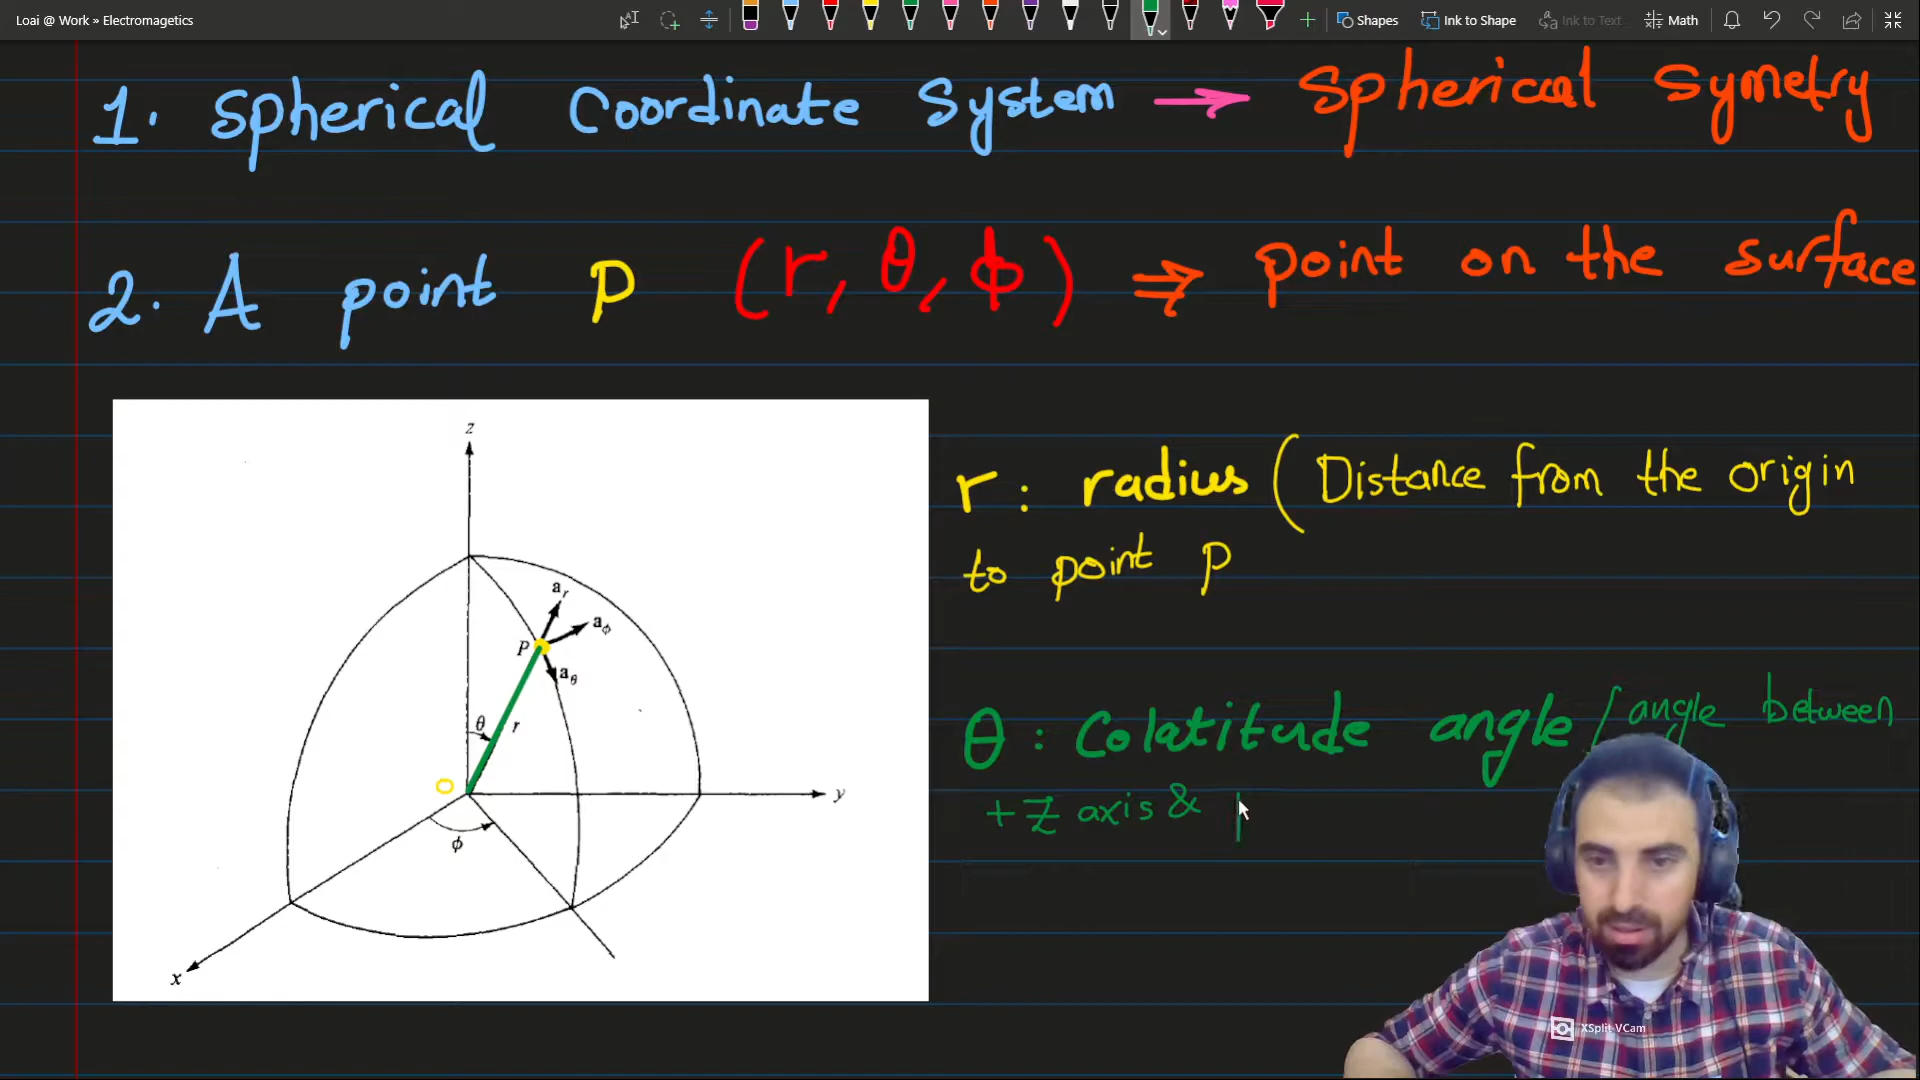 Loai @ Work » Electromagetics
Shapes Ink to Shape Ink to Text Math
1. Spherical Coordinate System → Spherical Symetry
2. A point P (r, θ, ϕ) ⇒ point on the surface
z
a_r
a_ϕ
P
a_θ
θ r
O
y
ϕ
x
r : radius ( Distance from the origin
to point P
θ : Colatitude angle / angle between
+Z axis &
XSplit VCam